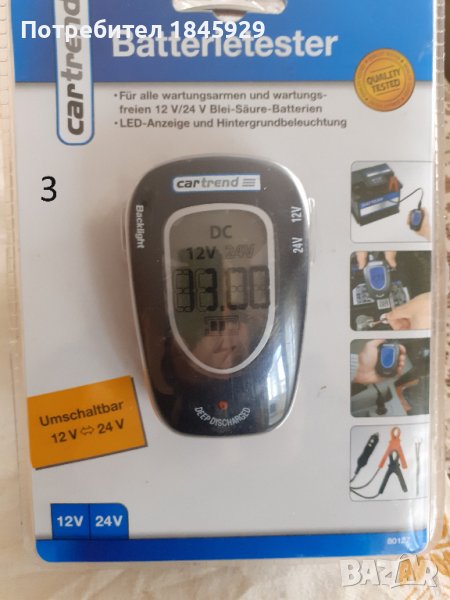 Потребител 1845929
cartrend
Batterietester
• Für alle wartungsarmen und wartungs-
freien 12 V/24 V Blei-Säure-Batterien
• LED-Anzeige und Hintergrundbeleuchtung
QUALITY
TESTED
3
cartrend
Backlight
24V 12V
DC
12V 24V
DEEP DISCHARGED
Umschaltbar
12 V ⇔ 24 V
12V 24V
80127
BAZAR